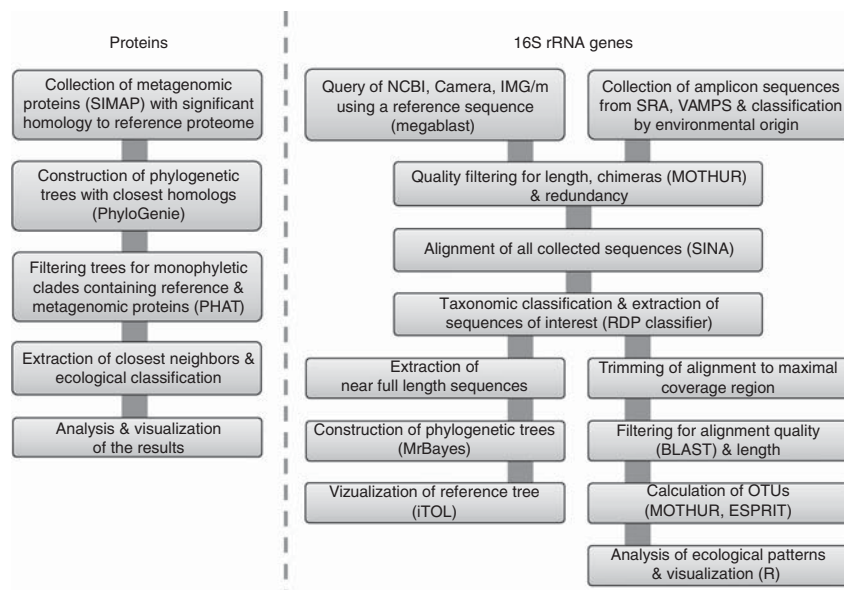 Proteins
Collection of metagenomic
proteins (SIMAP) with significant
homology to reference proteome
Construction of phylogenetic
trees with closest homologs
(PhyloGenie)
Filtering trees for monophyletic
clades containing reference &
metagenomic proteins (PHAT)
Extraction of closest neighbors &
ecological classification
Analysis & visualization
of the results
16S rRNA genes
Query of NCBI, Camera, IMG/m
using a reference sequence
(megablast)
Collection of amplicon sequences
from SRA, VAMPS & classification
by environmental origin
Quality filtering for length, chimeras (MOTHUR)
& redundancy
Alignment of all collected sequences (SINA)
Taxonomic classification & extraction of
sequences of interest (RDP classifier)
Extraction of
near full length sequences
Construction of phylogenetic trees
(MrBayes)
Vizualization of reference tree
(iTOL)
Trimming of alignment to maximal
coverage region
Filtering for alignment quality
(BLAST) & length
Calculation of OTUs
(MOTHUR, ESPRIT)
Analysis of ecological patterns
& visualization (R)